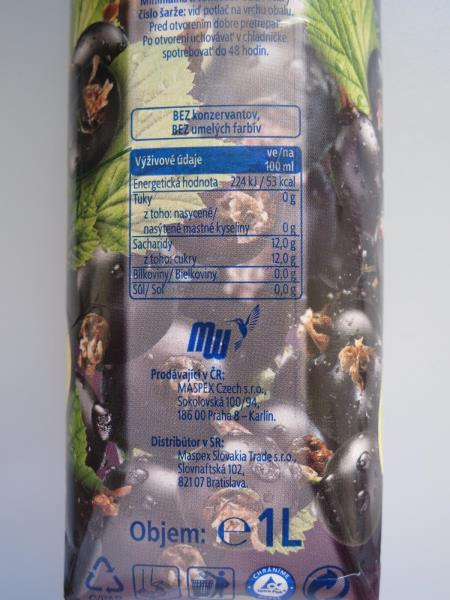 číslo šarže: viď potlač na vrchu obalu.
Pred otvorením dobre pretrepať.
Po otvorení uchovávať v chladničke,
spotrebovať do 48 hodín.
BEZ konzervantov,
BEZ umelých farbív
Výživové údaje ve/na 100 ml
Energetická hodnota 224 kJ / 53 kcal
Tuky 0 g
z toho: nasycené/
nasýtené mastné kyseliny 0 g
Sacharidy 12,0 g
z toho: cukry 12,0 g
Bílkoviny/ Bielkoviny 0,0 g
Sůl/ Soľ 0,0 g
MW
Prodávající v ČR:
MASPEX Czech s.r.o.,
Sokolovská 100/94,
186 00 Praha 8 – Karlín.
Distribútor v SR:
Maspex Slovakia Trade s.r.o.,
Slovnaftská 102,
821 07 Bratislava.
Objem: ℮ 1L
CHRÁNÍME
Tetra Pak
C/PAP